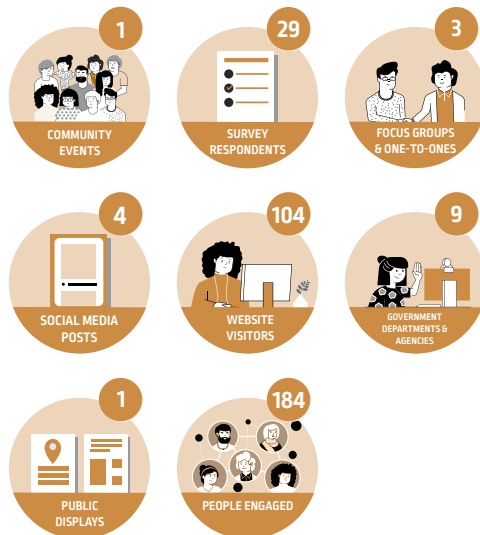 1
COMMUNITY
EVENTS
29
SURVEY
RESPONDENTS
3
FOCUS GROUPS
& ONE-TO-ONES
4
SOCIAL MEDIA
POSTS
104
WEBSITE
VISITORS
9
GOVERNMENT
DEPARTMENTS &
AGENCIES
1
PUBLIC
DISPLAYS
184
PEOPLE ENGAGED